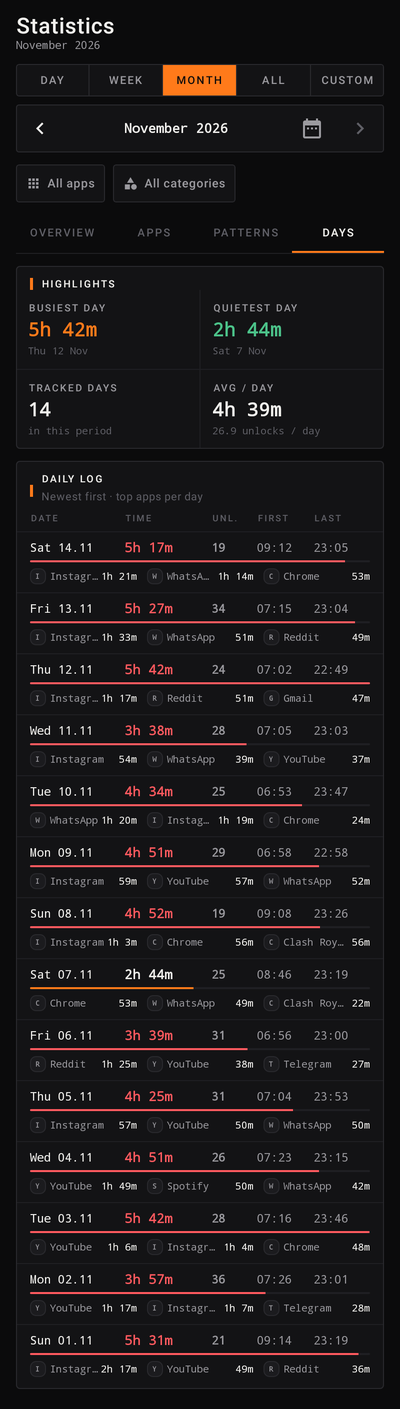 Statistics
November 2026
DAY WEEK MONTH ALL CUSTOM
November 2026
All apps All categories
OVERVIEW APPS PATTERNS DAYS
HIGHLIGHTS
BUSIEST DAY QUIETEST DAY
5h 42m 2h 44m
Thu 12 Nov Sat 7 Nov
TRACKED DAYS AVG / DAY
14 4h 39m
in this period 26.9 unlocks / day
DAILY LOG
Newest first · top apps per day
DATE TIME UNL. FIRST LAST
Sat 14.11 5h 17m 19 09:12 23:05
I Instagr… 1h 21m W WhatsA… 1h 14m C Chrome 53m
Fri 13.11 5h 27m 34 07:15 23:04
I Instagr… 1h 33m W WhatsApp 51m R Reddit 49m
Thu 12.11 5h 42m 24 07:02 22:49
I Instagr… 1h 17m R Reddit 51m G Gmail 47m
Wed 11.11 3h 38m 28 07:05 23:03
I Instagram 54m W WhatsApp 39m Y YouTube 37m
Tue 10.11 4h 34m 25 06:53 23:47
W WhatsApp 1h 20m I Instag… 1h 19m C Chrome 24m
Mon 09.11 4h 51m 29 06:58 22:58
I Instagram 59m Y YouTube 57m W WhatsApp 52m
Sun 08.11 4h 52m 19 09:08 23:26
I Instagram 1h 3m C Chrome 56m C Clash Roy… 56m
Sat 07.11 2h 44m 25 08:46 23:19
C Chrome 53m W WhatsApp 49m C Clash Roy… 22m
Fri 06.11 3h 39m 31 06:56 23:00
R Reddit 1h 25m Y YouTube 38m T Telegram 27m
Thu 05.11 4h 25m 31 07:04 23:53
I Instagram 57m Y YouTube 50m W WhatsApp 50m
Wed 04.11 4h 51m 26 07:23 23:15
Y YouTube 1h 49m S Spotify 50m W WhatsApp 42m
Tue 03.11 5h 42m 28 07:16 23:46
Y YouTube 1h 6m I Instagr… 1h 4m C Chrome 48m
Mon 02.11 3h 57m 36 07:26 23:01
Y YouTube 1h 17m I Instagr… 1h 7m T Telegram 28m
Sun 01.11 5h 31m 21 09:14 23:19
I Instagr… 2h 17m Y YouTube 49m R Reddit 36m